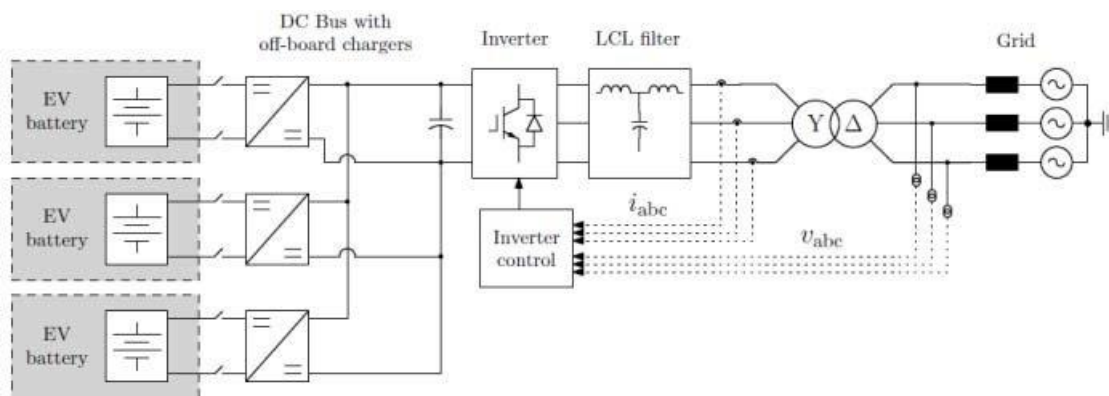 DC Bus with
off-board chargers
Inverter
LCL filter
Grid
EV
battery
Y Δ
EV
battery
i_abc
Inverter
control
v_abc
EV
battery